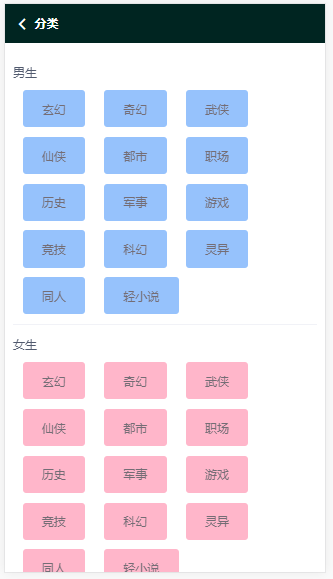 分类
男生
玄幻 奇幻 武侠
仙侠 都市 职场
历史 军事 游戏
竞技 科幻 灵异
同人 轻小说
女生
玄幻 奇幻 武侠
仙侠 都市 职场
历史 军事 游戏
竞技 科幻 灵异
同人 轻小说